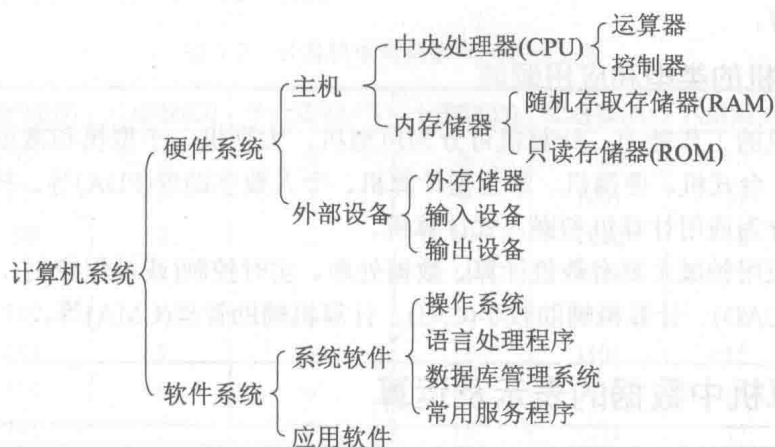 运算器
中央处理器(CPU)
控制器
主机
随机存取存储器(RAM)
内存储器
只读存储器(ROM)
硬件系统
外存储器
外部设备
输入设备
输出设备
计算机系统
操作系统
系统软件
语言处理程序
数据库管理系统
软件系统
常用服务程序
应用软件